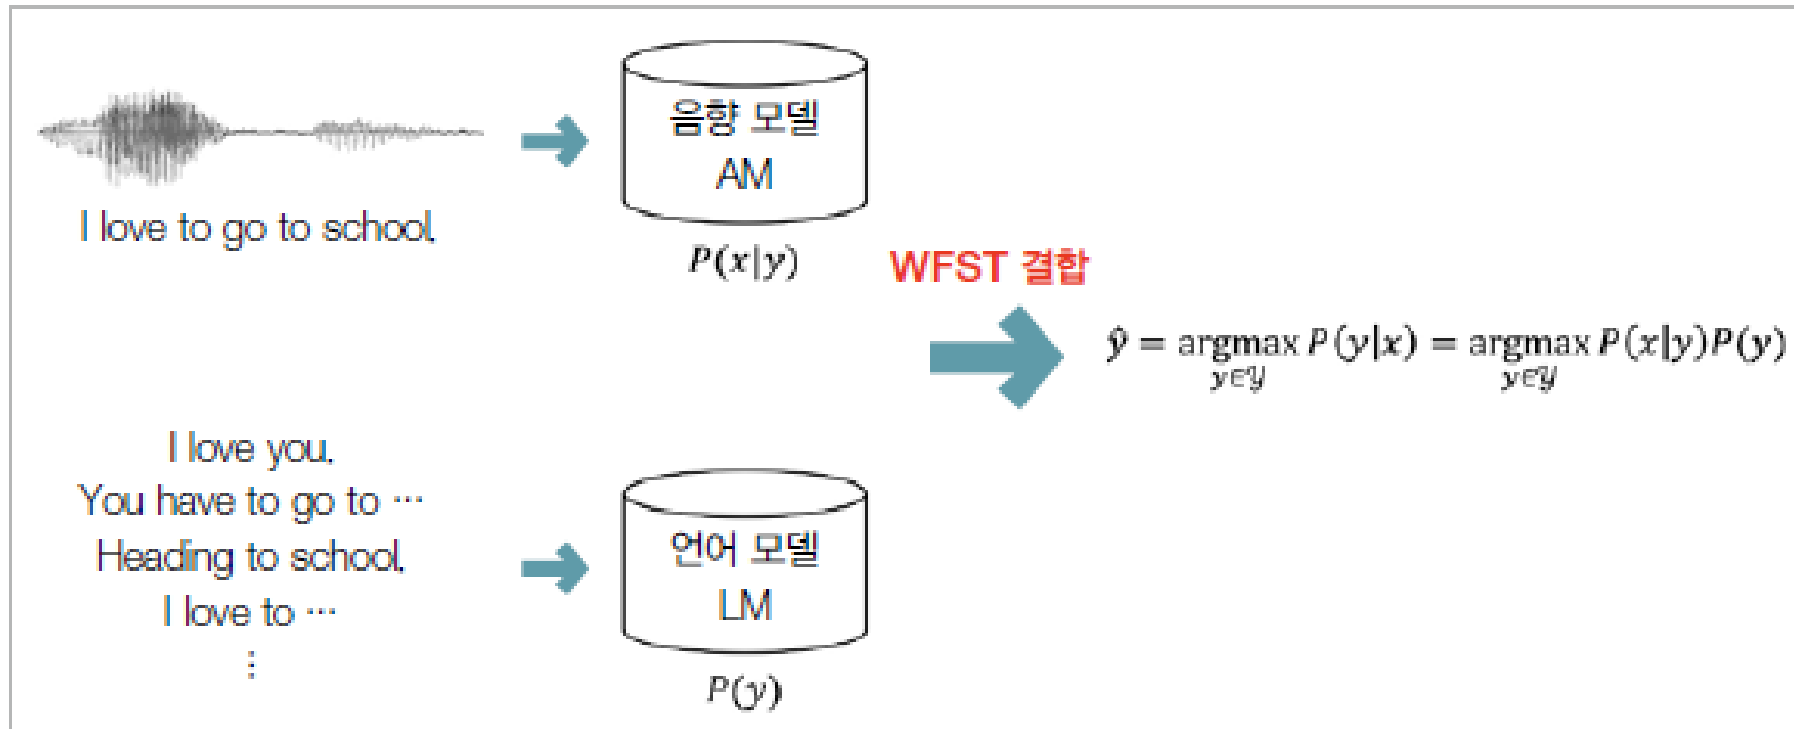 음향 모델
AM
I love to go to school.
P(x|y)
WFST 결합
ŷ = argmax P(y|x) = argmax P(x|y)P(y)
y∈𝒴 y∈𝒴
I love you.
You have to go to ⋯
Heading to school.
I love to ⋯
⋮
언어 모델
LM
P(y)